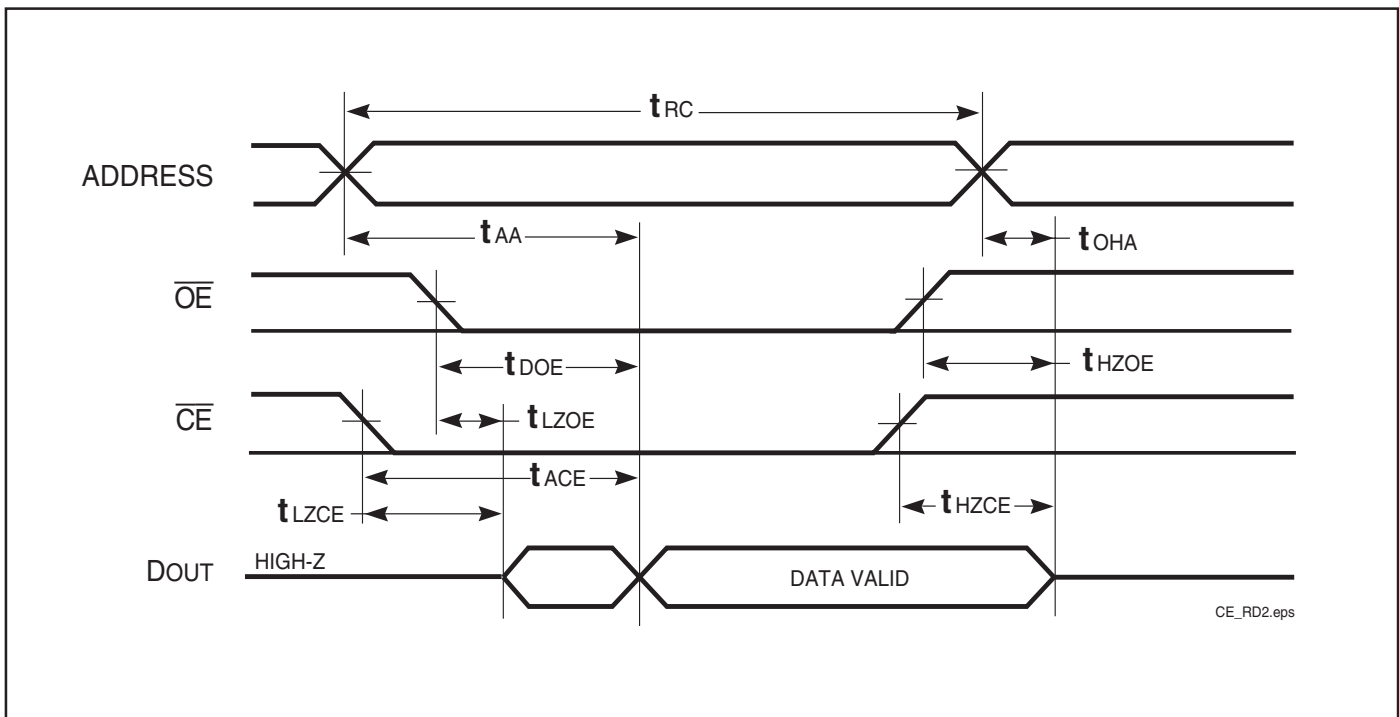 tRC
ADDRESS
tAA
tOHA
OE
tDOE
tHZOE
CE
tLZOE
tACE
tLZCE
tHZCE
DOUT
HIGH-Z
DATA VALID
CE_RD2.eps